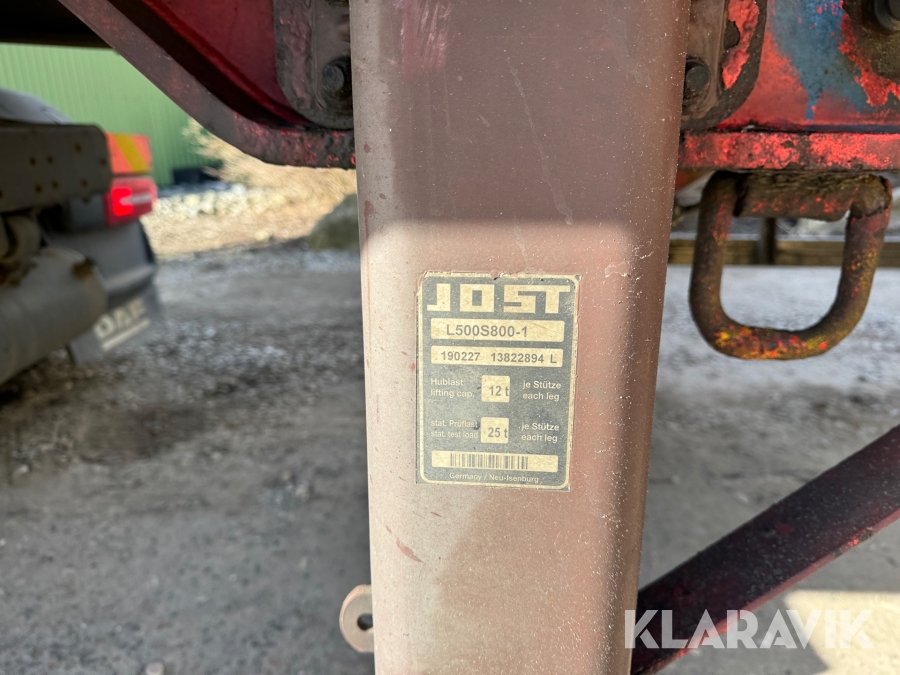 JOST
L500S800-1
190227 13822894 L
Hublast 12 t je Stütze
lifting cap. each leg
stat. Prüflast 25 t je Stütze
stat. test load each leg
Germany / Neu-Isenburg
KLARAVIK